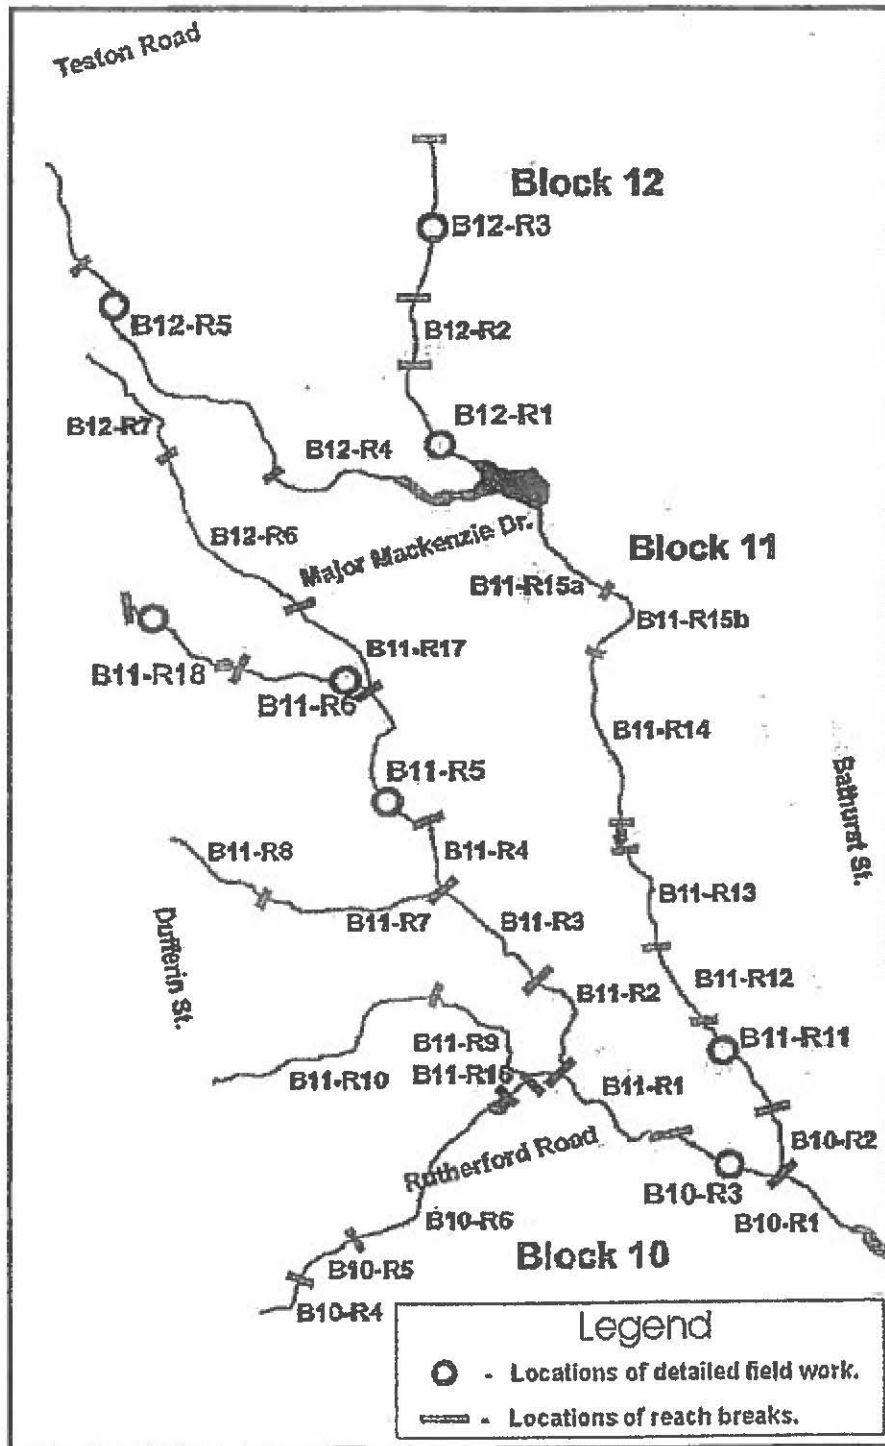 Teston Road
Block 12
B12-R3
B12-R5
B12-R2
B12-R1
B12-R7
B12-R4
B12-R6
Major Mackenzie Dr.
Block 11
B11-R15a
B11-R15b
B11-R17
B11-R18
B11-R6
B11-R14
B11-R5
Bathurst St.
B11-R8
B11-R4
B11-R13
B11-R7
B11-R3
Dufferin St.
B11-R12
B11-R2
B11-R9
B11-R11
B11-R10
B11-R16
B11-R1
Rutherford Road
B10-R2
B10-R3
B10-R1
B10-R6
Block 10
B10-R5
B10-R4
Legend
- Locations of detailed field work.
- Locations of reach breaks.